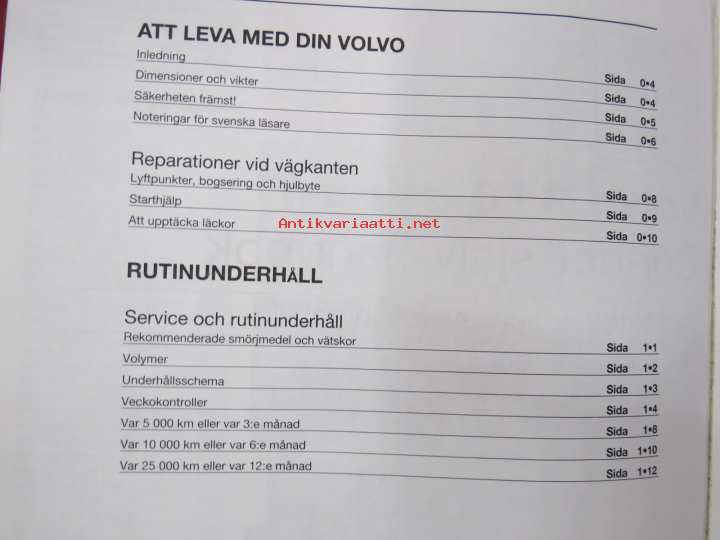 ATT LEVA MED DIN VOLVO
Inledning Sida 0•4
Dimensioner och vikter Sida 0•4
Säkerheten främst! Sida 0•5
Noteringar för svenska läsare Sida 0•6
Reparationer vid vägkanten
Lyftpunkter, bogsering och hjulbyte Sida 0•8
Starthjälp Sida 0•9
Att upptäcka läckor Sida 0•10
Antikvariaatti.net
RUTINUNDERHÅLL
Service och rutinunderhåll
Rekommenderade smörjmedel och vätskor Sida 1•1
Volymer Sida 1•2
Underhållsschema Sida 1•3
Veckokontroller Sida 1•4
Var 5 000 km eller var 3:e månad Sida 1•8
Var 10 000 km eller var 6:e månad Sida 1•10
Var 25 000 km eller var 12:e månad Sida 1•12